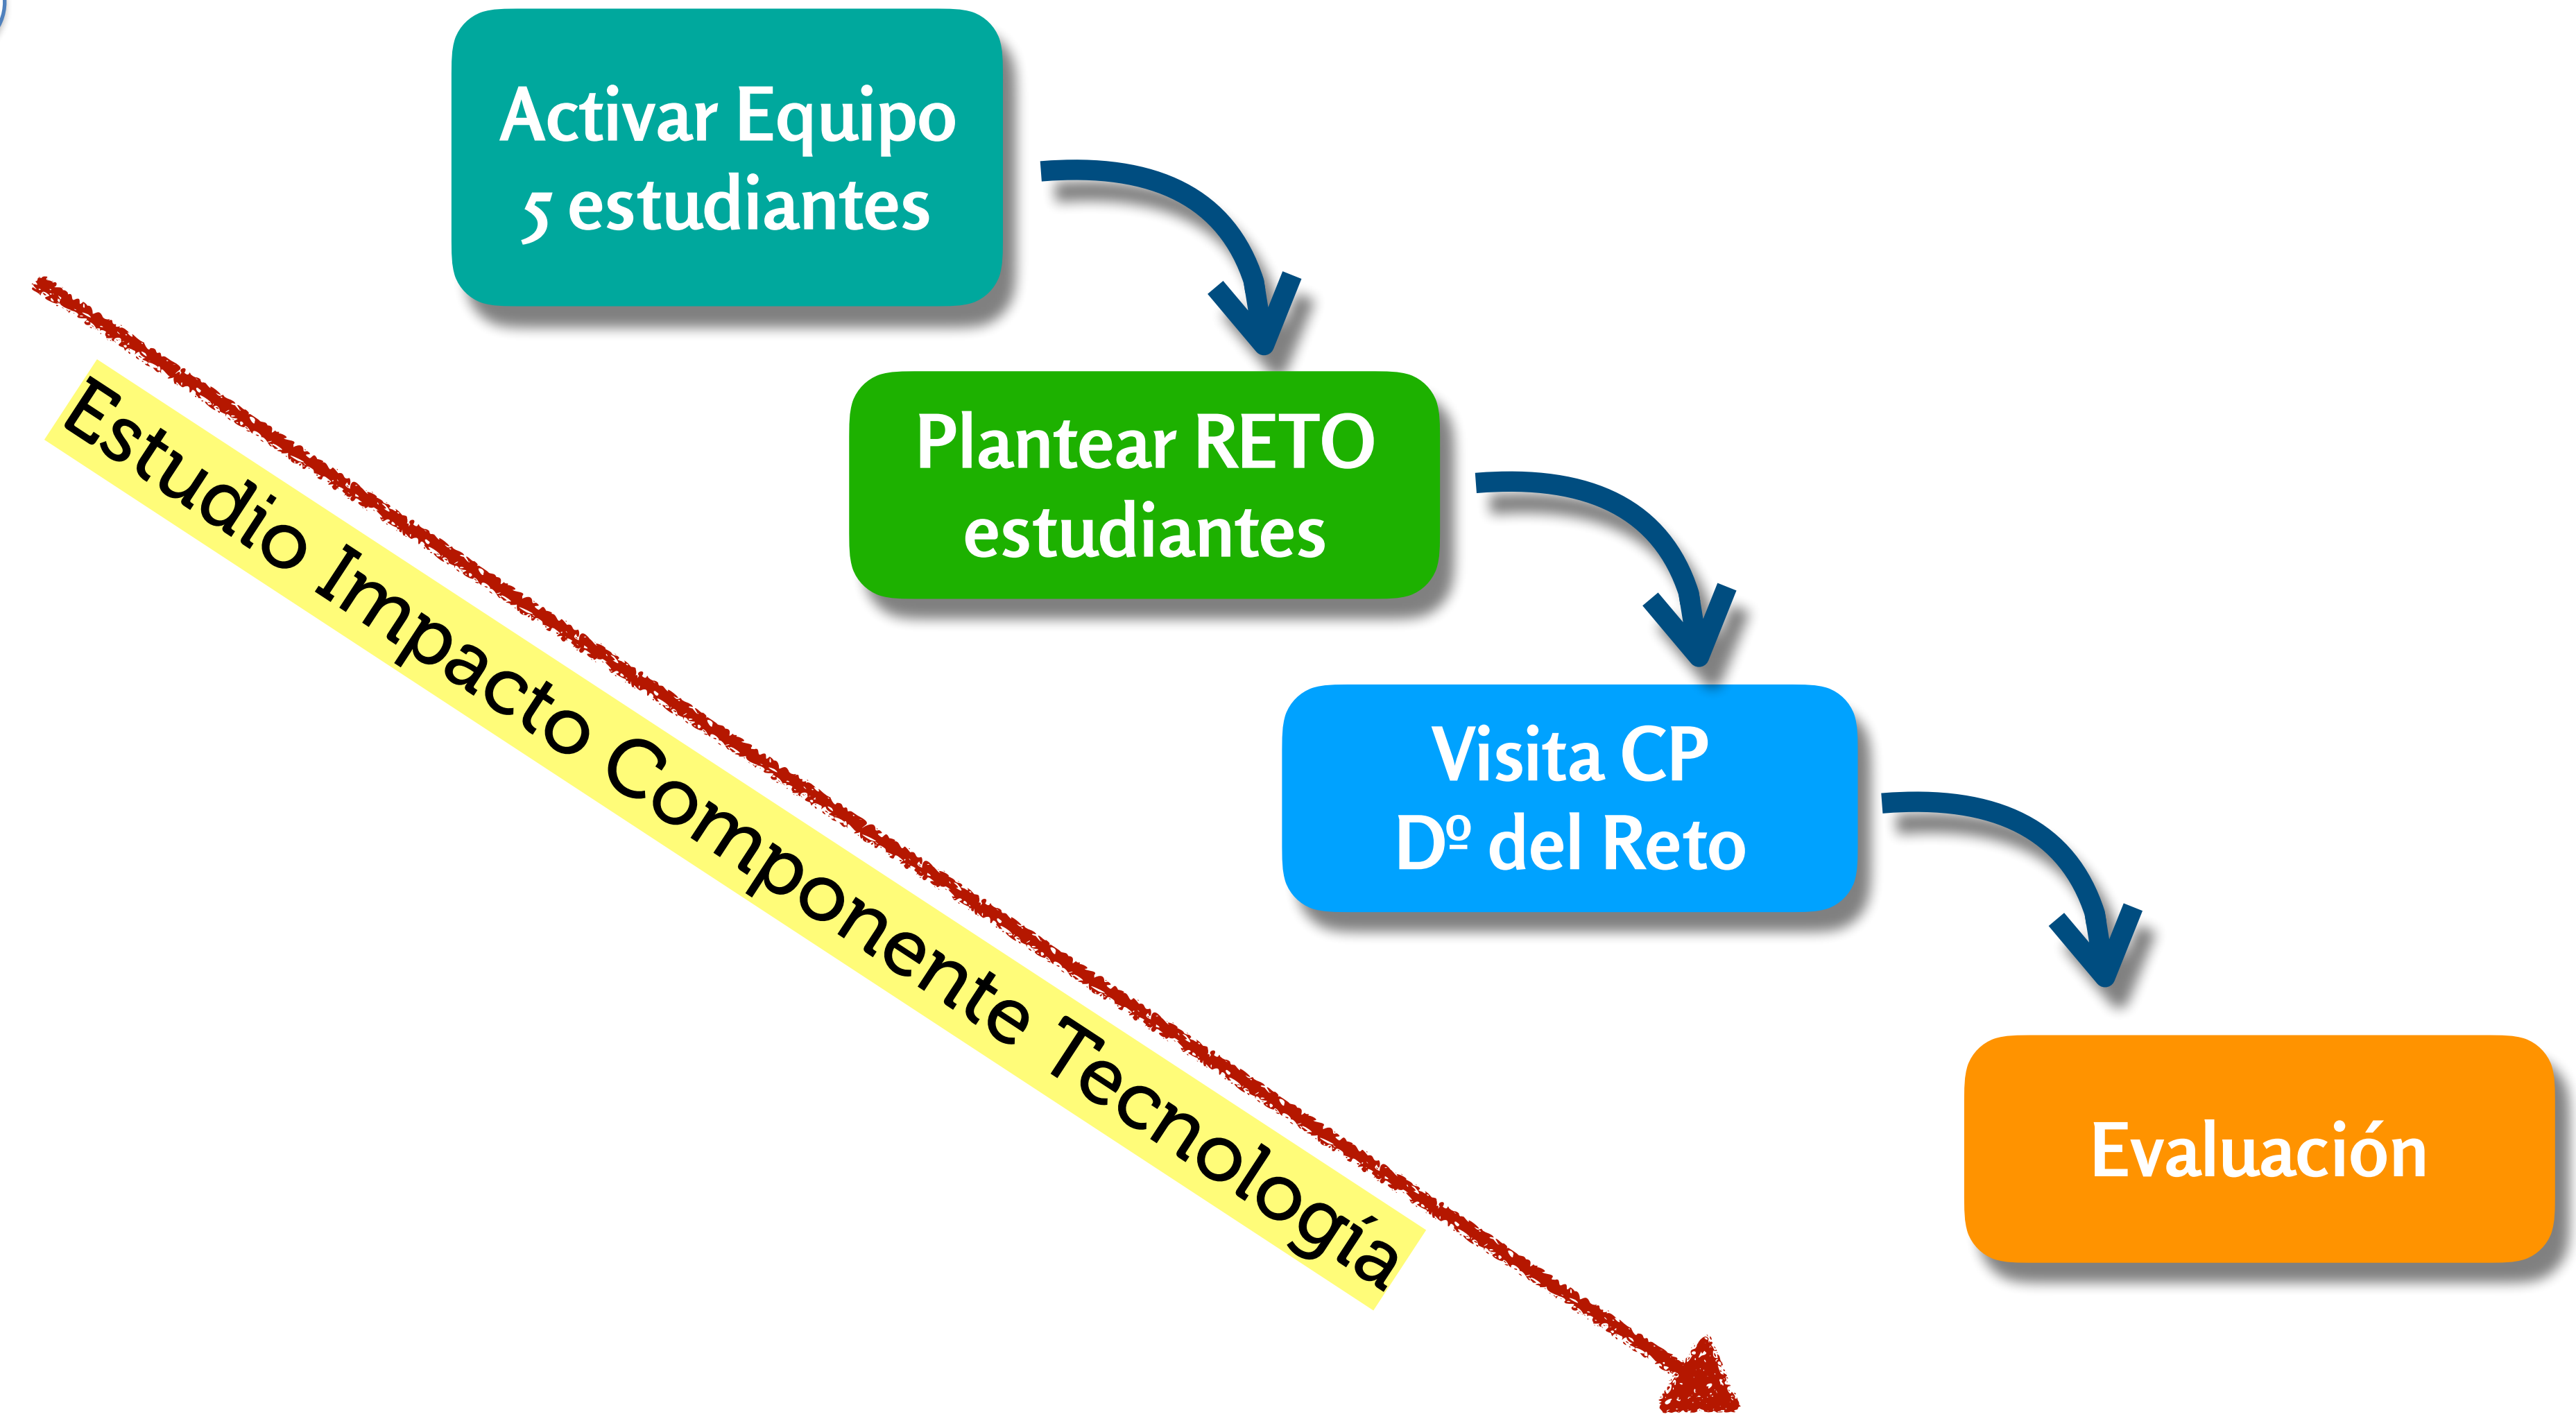 Activar Equipo
5 estudiantes
Plantear RETO
estudiantes
Estudio Impacto Componente Tecnología
Visita CP
Dº del Reto
Evaluación